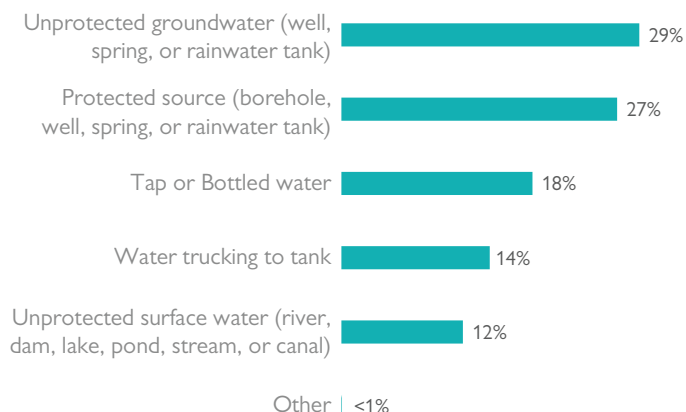 Unprotected groundwater (well,
spring, or rainwater tank)
29%
Protected source (borehole,
well, spring, or rainwater tank)
27%
Tap or Bottled water
18%
Water trucking to tank
14%
Unprotected surface water (river,
dam, lake, pond, stream, or canal)
12%
Other
<1%